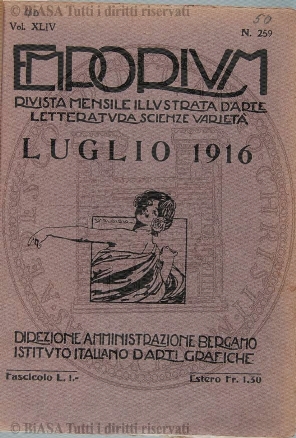 © BIASA Tutti i diritti riservati
50
Vol. XLIV
N. 259
EMPORIVM
RIVISTA MENSILE ILLVSTRATA D'ARTE
LETTERATVRA SCIENZE VARIETÀ
LUGLIO 1916
DIREZIONE AMMINISTRAZIONE BERGAMO
ISTITVTO ITALIANO D'ARTI GRAFICHE
Fascicolo L. 1.-
Estero Fr. 1,50
© BIASA Tutti i diritti riservati